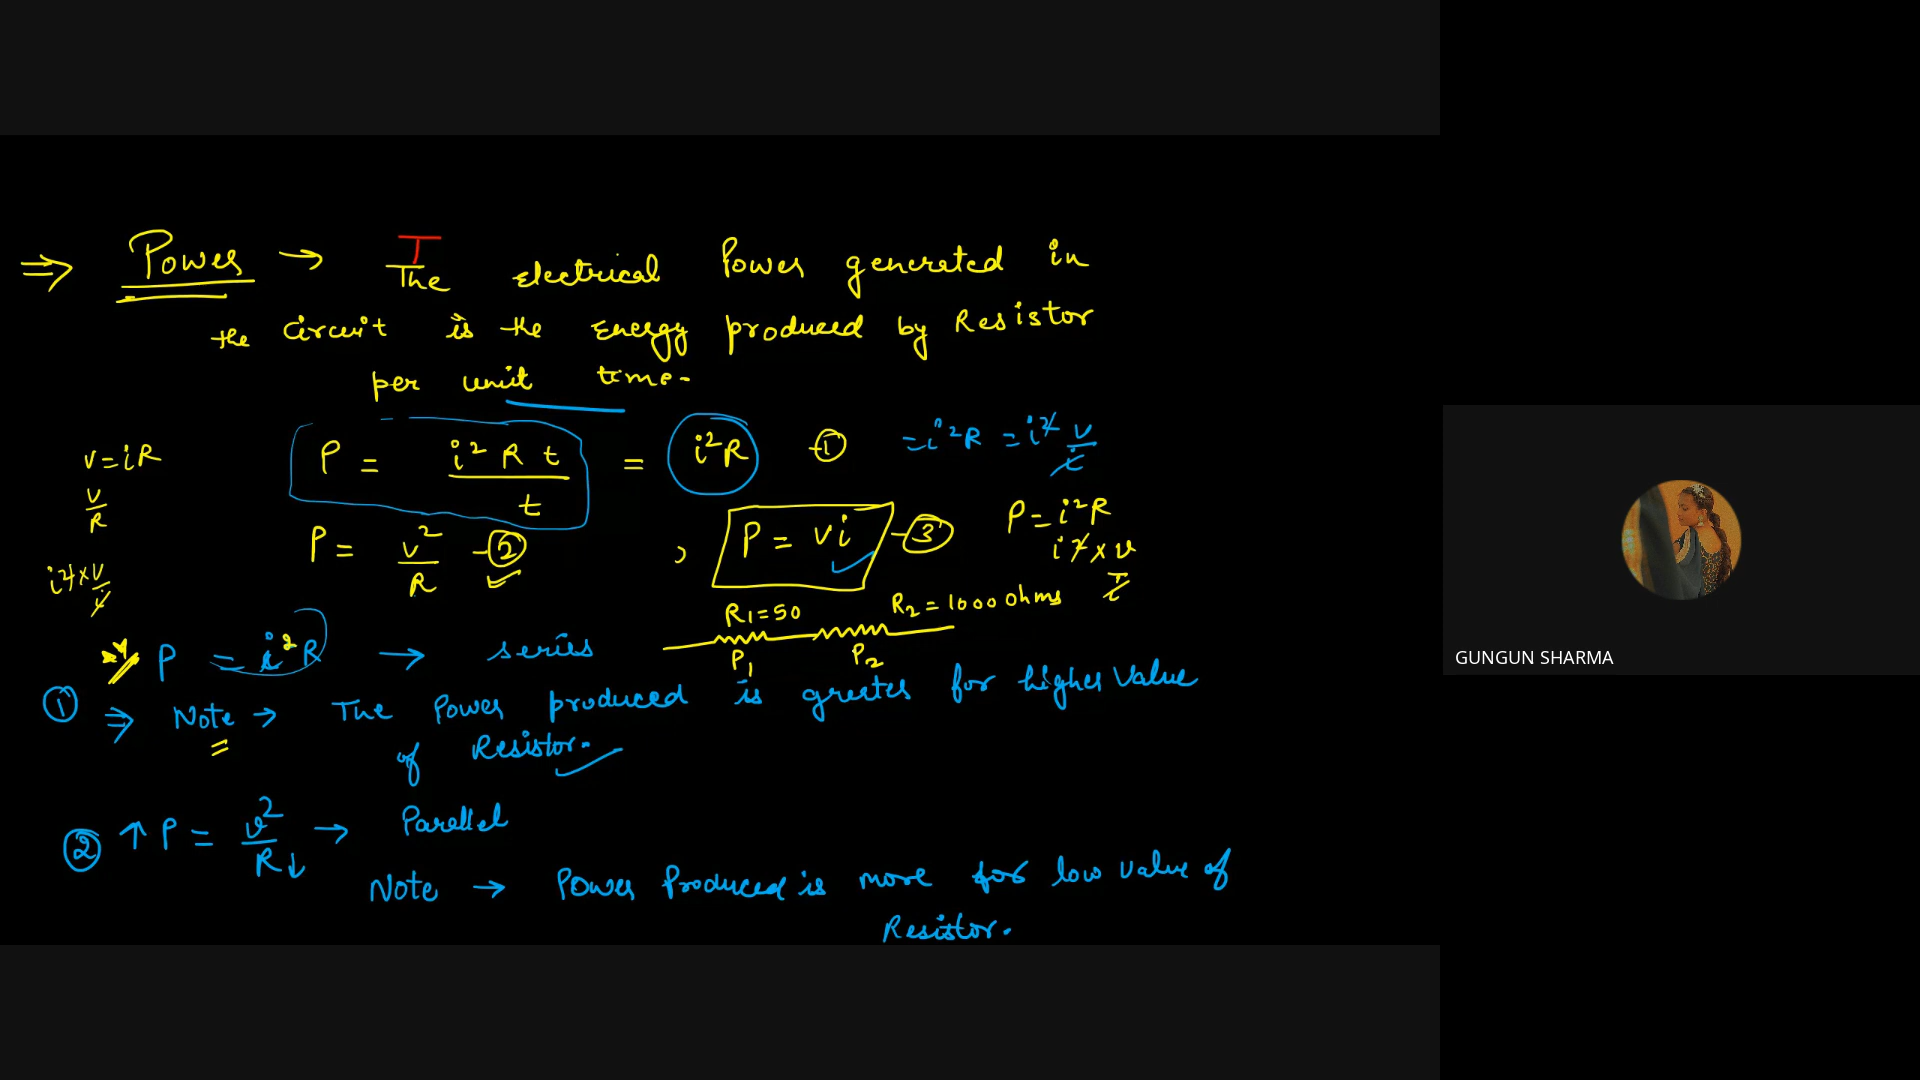 ⇒ Power → The electrical Power generated in
the circuit is the Energy produced by Resistor
per unit time.
P = i² R t / t = i²R -① = i²R = i² v/i
v = iR
v/R
P = v²/R -② , P = vi -③
P = i²R
i² × v/i
i² × v/i
R₁ = 50 R₂ = 1000 Ohms
P = i²R → series P₁ P₂
① ⇒ Note → The Power produced is greater for higher Value
of Resistor.
② ↑ P = v²/R↓ → Parallel
Note → Power Produced is more for low value of
Resistor.
GUNGUN SHARMA